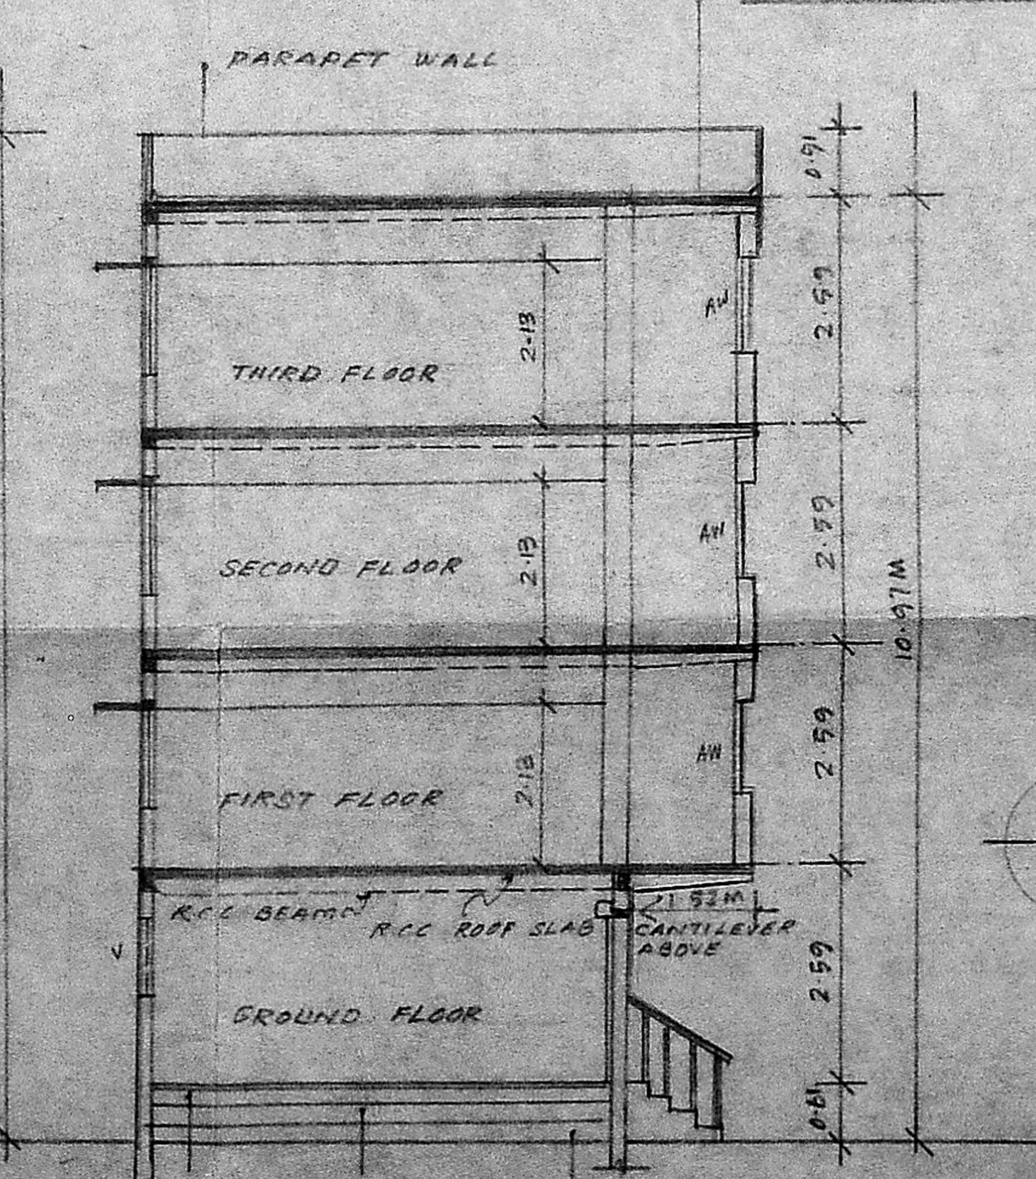 PARAPET WALL
0.91
2.59
AW
2.13
THIRD FLOOR
2.59
AW
2.13
SECOND FLOOR
10.97M
2.59
AW
2.13
FIRST FLOOR
R.C.C BEAM
R.C.C ROOF SLAB
1.52M
CANTILEVER
ABOVE
2.59
GROUND FLOOR
0.61